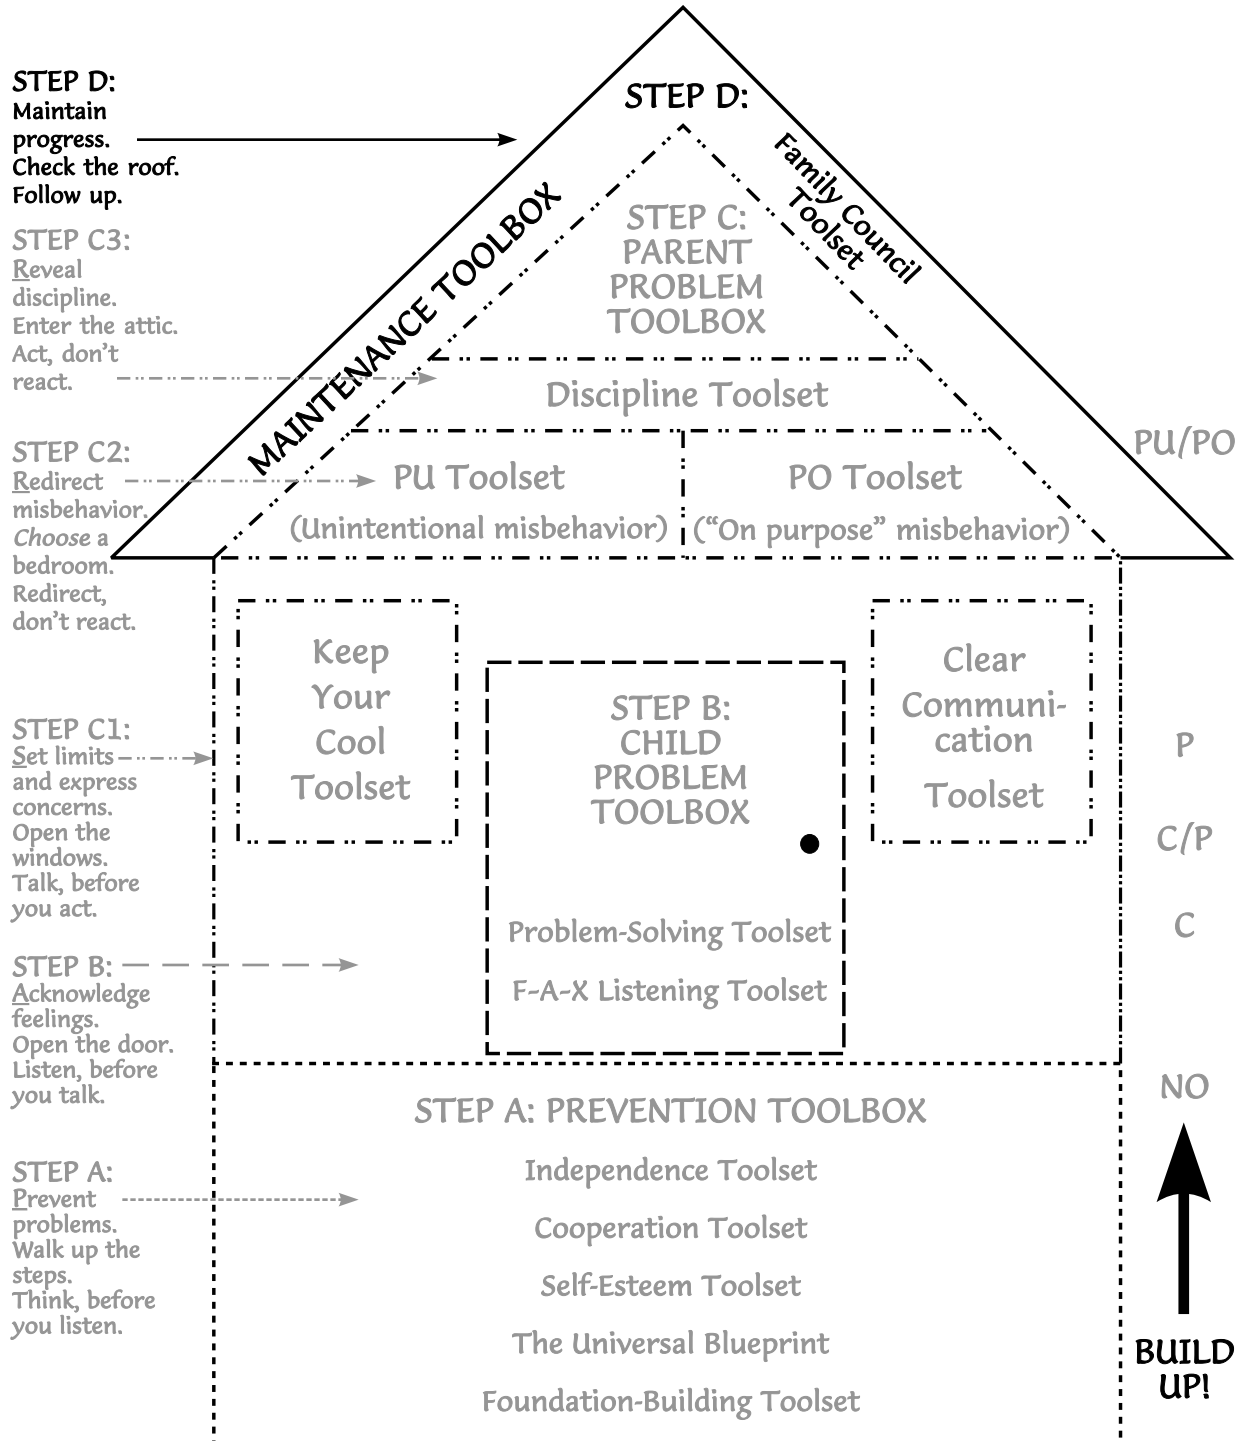 STEP D:
Maintain
progress.
Check the roof.
Follow up.
STEP C3:
Reveal
discipline.
Enter the attic.
Act, don't
react.
STEP C2:
Redirect
misbehavior.
Choose a
bedroom.
Redirect,
don't react.
STEP C1:
Set limits
and express
concerns.
Open the
windows.
Talk, before
you act.
STEP B:
Acknowledge
feelings.
Open the door.
Listen, before
you talk.
STEP A:
Prevent
problems.
Walk up the
steps.
Think, before
you listen.
STEP D:
MAINTENANCE TOOLBOX
Family Council
Toolset
STEP C:
PARENT
PROBLEM
TOOLBOX
Discipline Toolset
PU Toolset
(Unintentional misbehavior)
PO Toolset
(“On purpose” misbehavior)
Keep
Your
Cool
Toolset
STEP B:
CHILD
PROBLEM
TOOLBOX
Problem-Solving Toolset
F-A-X Listening Toolset
Clear
Communi-
cation
Toolset
STEP A: PREVENTION TOOLBOX
Independence Toolset
Cooperation Toolset
Self-Esteem Toolset
The Universal Blueprint
Foundation-Building Toolset
PU/PO
P
C/P
C
NO
BUILD
UP!